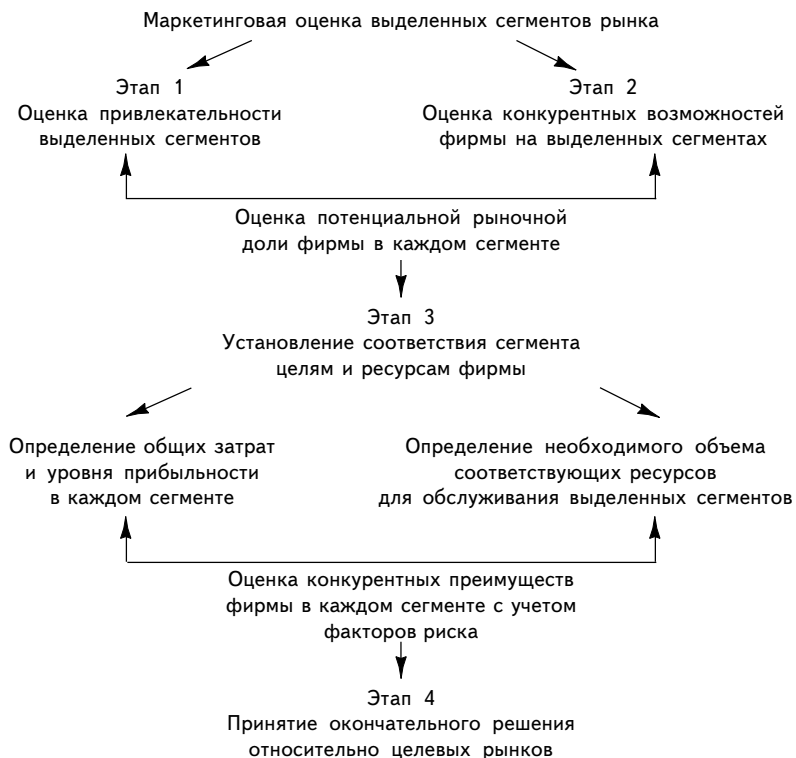 Маркетинговая оценка выделенных сегментов рынка
Этап 1
Оценка привлекательности
выделенных сегментов
Этап 2
Оценка конкурентных возможностей
фирмы на выделенных сегментах
Оценка потенциальной рыночной
доли фирмы в каждом сегменте
Этап 3
Установление соответствия сегмента
целям и ресурсам фирмы
Определение общих затрат
и уровня прибыльности
в каждом сегменте
Определение необходимого объема
соответствующих ресурсов
для обслуживания выделенных сегментов
Оценка конкурентных преимуществ
фирмы в каждом сегменте с учетом
факторов риска
Этап 4
Принятие окончательного решения
относительно целевых рынков